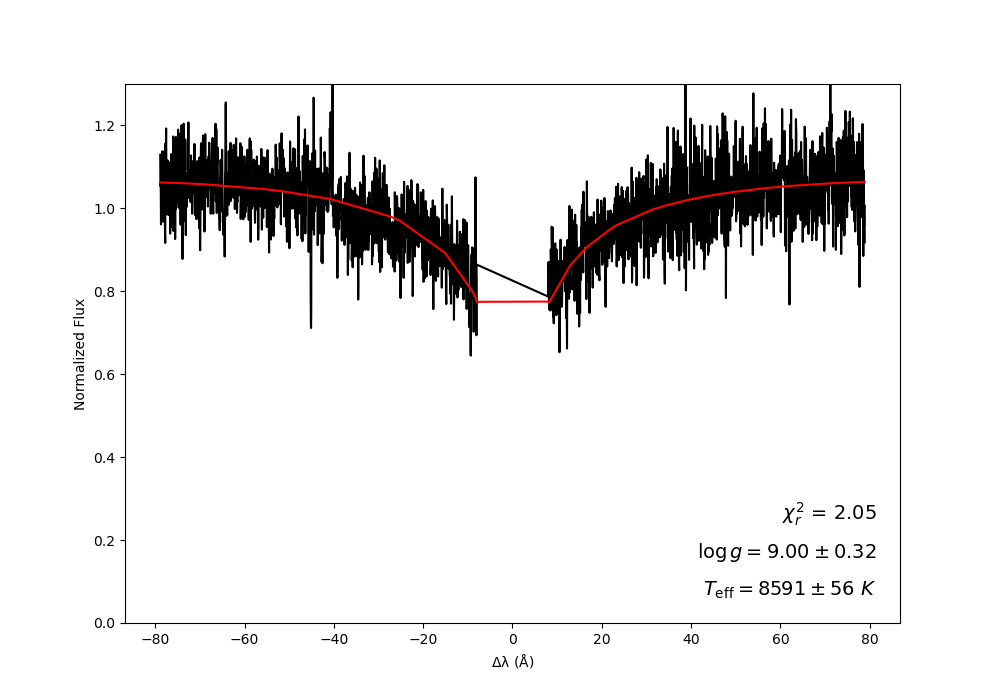 1.2
1.0
0.8
0.6
0.4
0.2
0.0
Normalized Flux
χ²ᵣ = 2.05
log g = 9.00 ± 0.32
T_eff = 8591 ± 56 K
−80 −60 −40 −20 0 20 40 60 80
Δλ (Å)